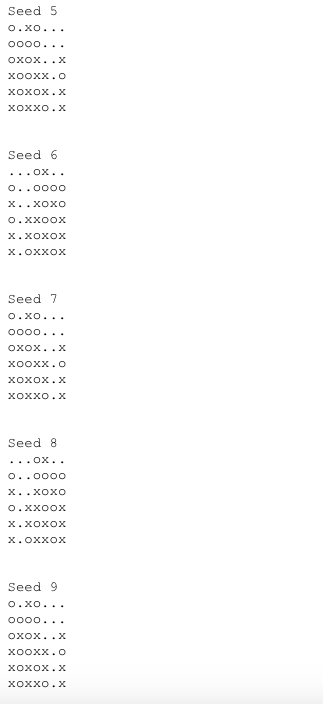 Seed 5
o.xo...
oooo...
oxox..x
xooxx.o
xoxox.x
xoxxo.x
Seed 6
...ox..
o..oooo
x..xoxo
o.xxoox
x.xoxox
x.oxxox
Seed 7
o.xo...
oooo...
oxox..x
xooxx.o
xoxox.x
xoxxo.x
Seed 8
...ox..
o..oooo
x..xoxo
o.xxoox
x.xoxox
x.oxxox
Seed 9
o.xo...
oooo...
oxox..x
xooxx.o
xoxox.x
xoxxo.x